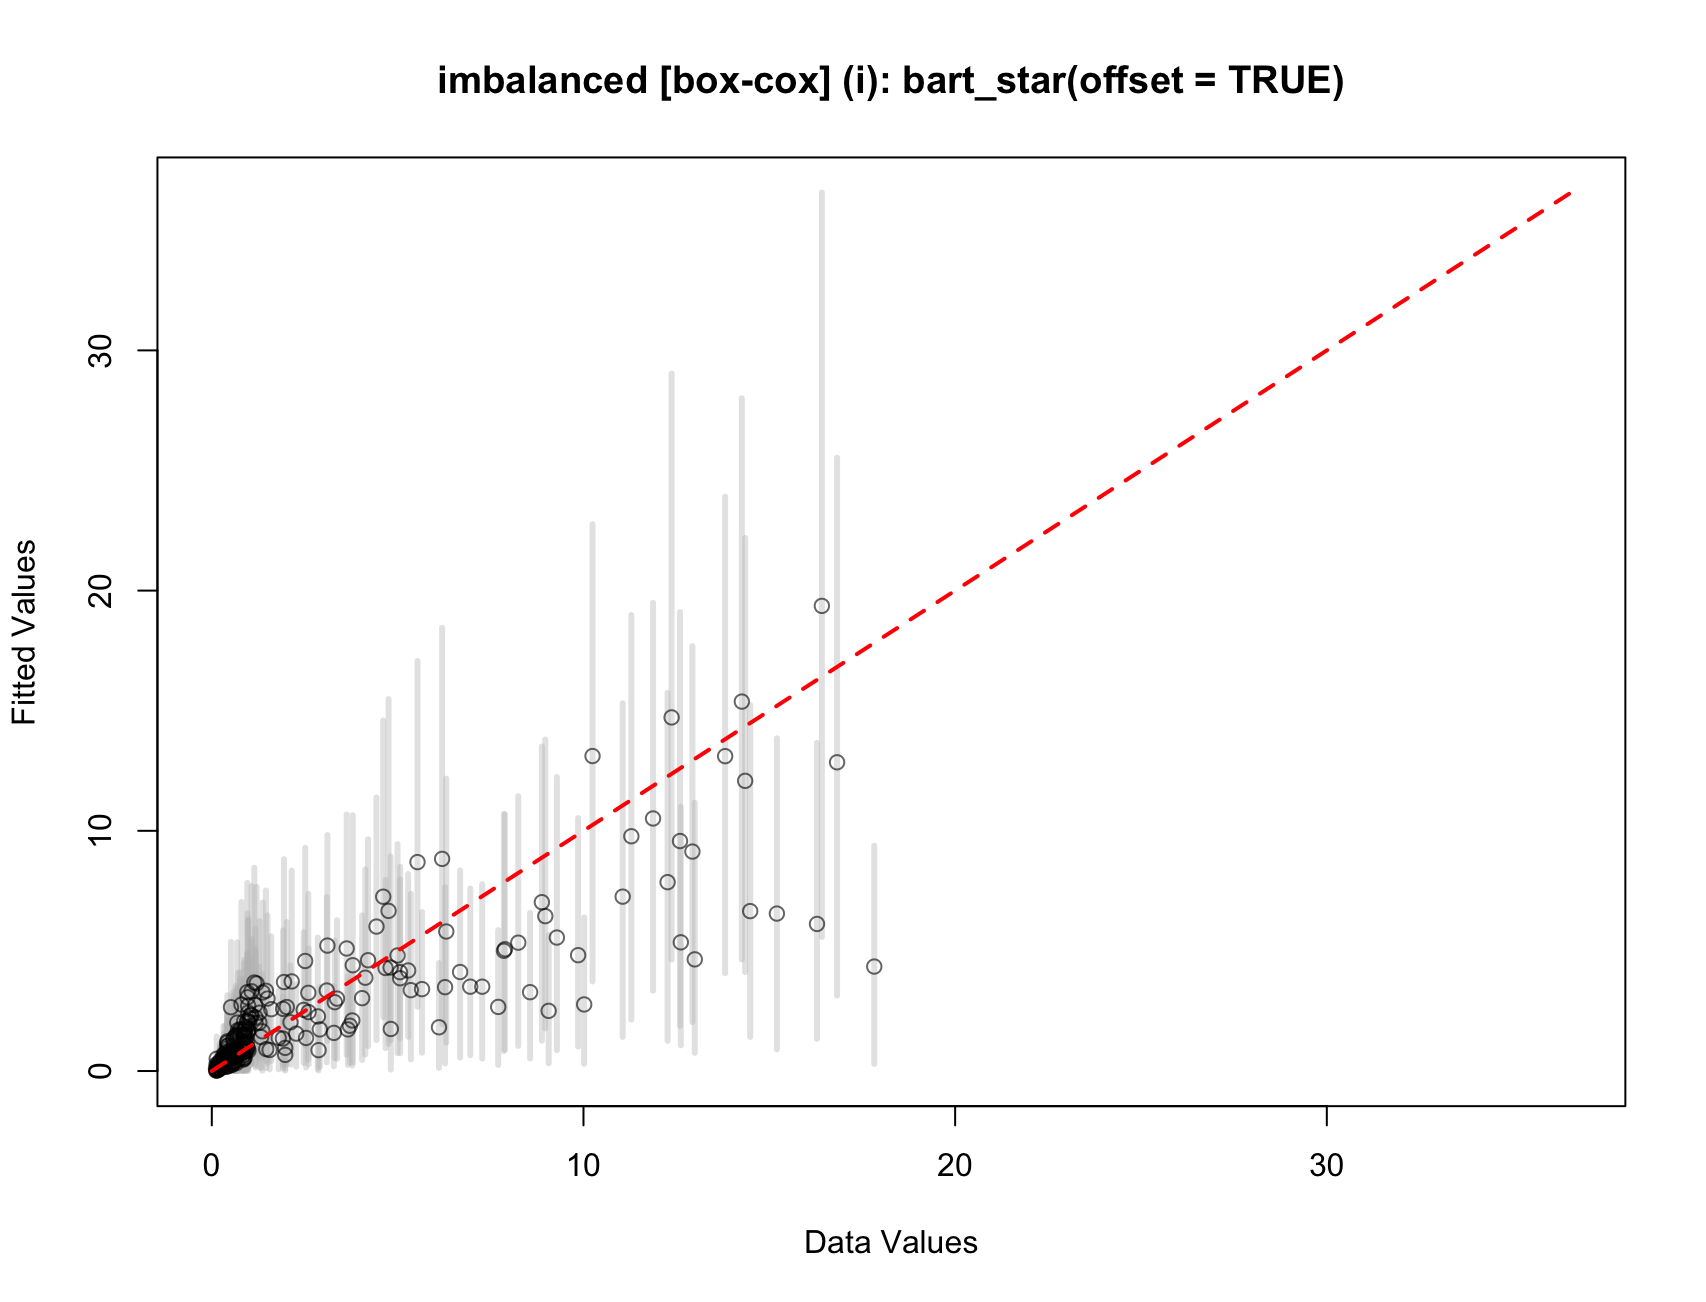 imbalanced [box-cox] (i): bart_star(offset = TRUE)
Fitted Values
30
20
10
0
0 10 20 30
Data Values